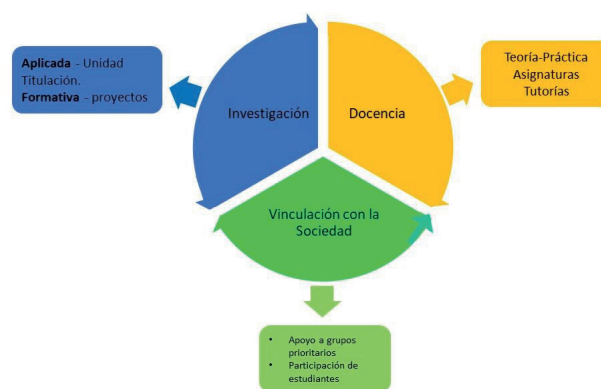 Aplicada - Unidad
Titulación.
Formativa - proyectos
Investigación
Docencia
Teoría-Práctica
Asignaturas
Tutorías
Vinculación con la
Sociedad
• Apoyo a grupos
prioritarios
• Participación de
estudiantes